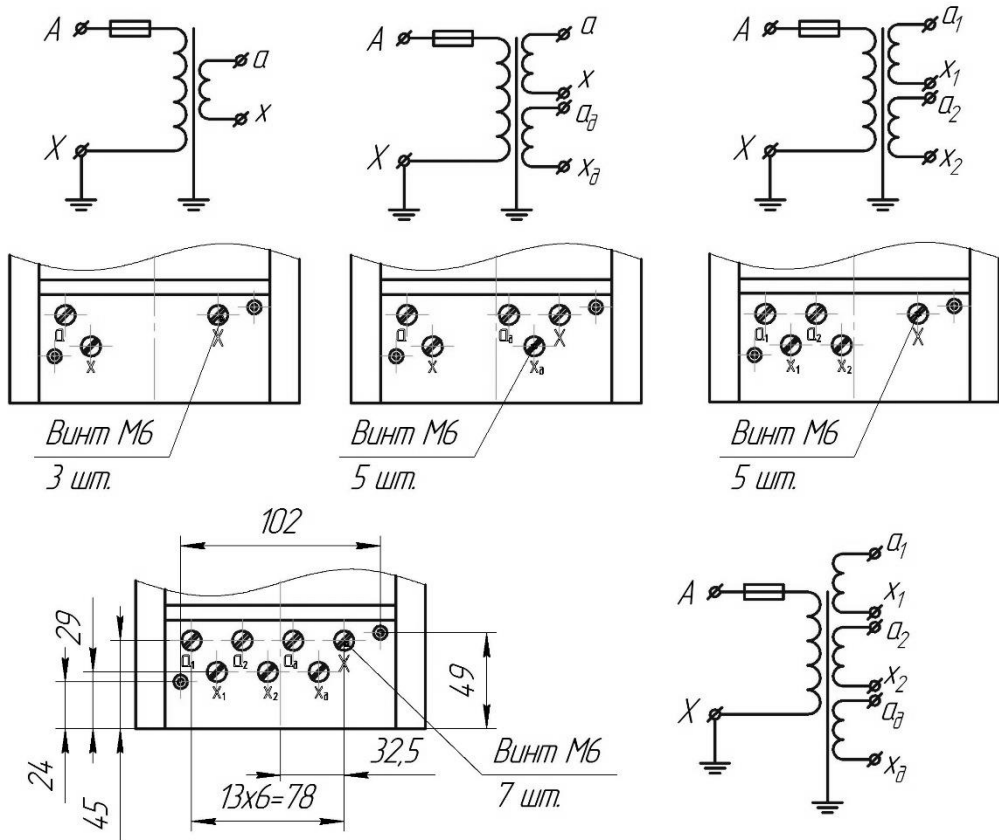 A
X
a
x
A
X
a
x
aд
xд
A
X
a1
x1
a2
x2
a
x
X
Винт М6
3 шт.
a
aд
x
xд
X
Винт М6
5 шт.
a1
a2
x1
x2
X
Винт М6
5 шт.
102
29
24
45
49
a1
a2
aд
X
x1
x2
xд
32,5
13х6=78
Винт М6
7 шт.
A
X
a1
x1
a2
x2
aд
xд